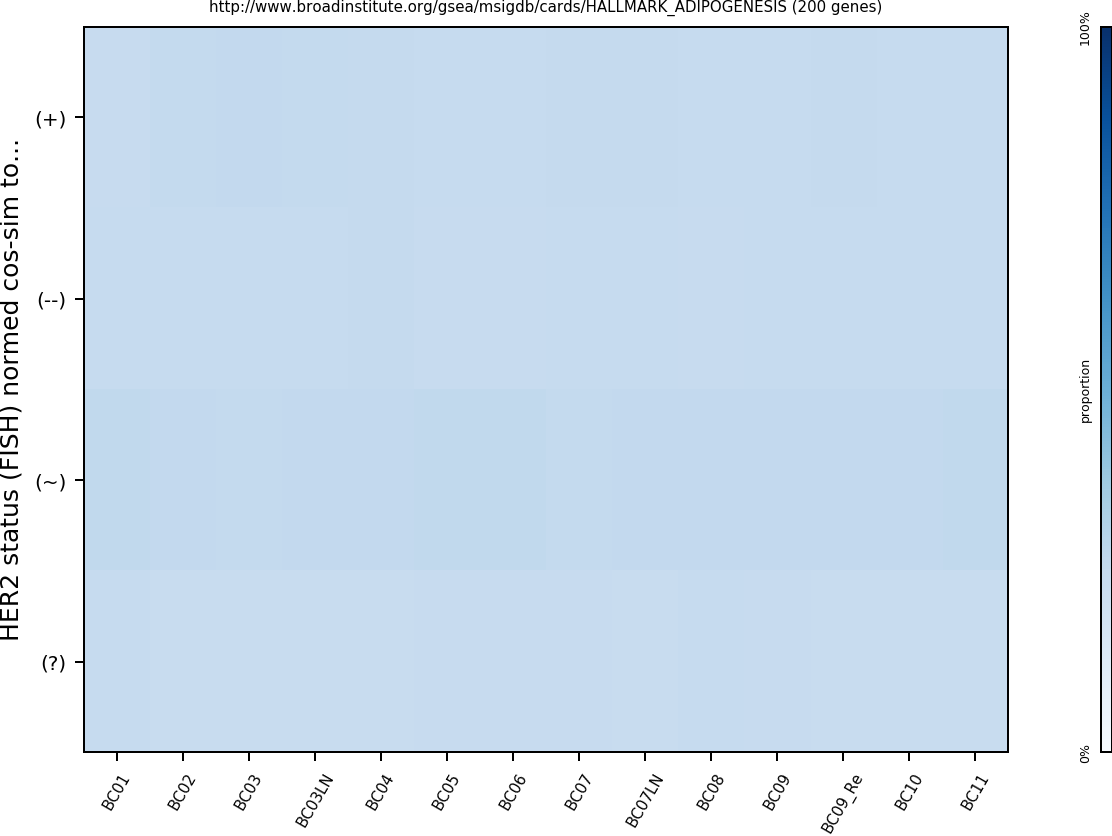 http://www.broadinstitute.org/gsea/msigdb/cards/HALLMARK_ADIPOGENESIS (200 genes)
HER2 status (FISH) normed cos-sim to...
(+)
(--)
(~)
(?)
BC01
BC02
BC03
BC03LN
BC04
BC05
BC06
BC07
BC07LN
BC08
BC09
BC09_Re
BC10
BC11
100%
proportion
0%